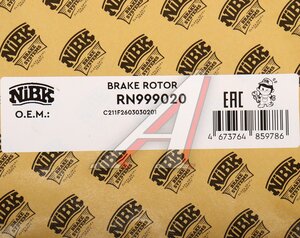 NiBK
BRAKE ROTOR
RN999020
O.E.M.:
C211F2603030201
EAC
4 673764 859786